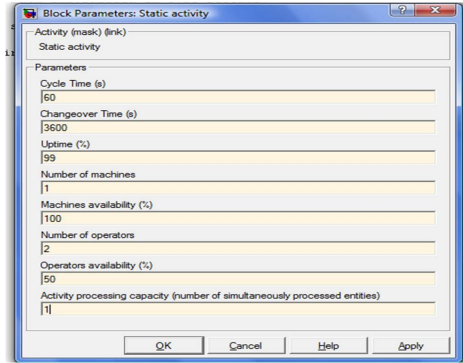 Block Parameters: Static activity
Activity (mask) (link)
Static activity
Parameters
Cycle Time (s)
60
Changeover Time (s)
3600
Uptime (%)
99
Number of machines
1
Machines availability (%)
100
Number of operators
2
Operators availability (%)
50
Activity processing capacity (number of simultaneously processed entities)
1
OK Cancel Help Apply